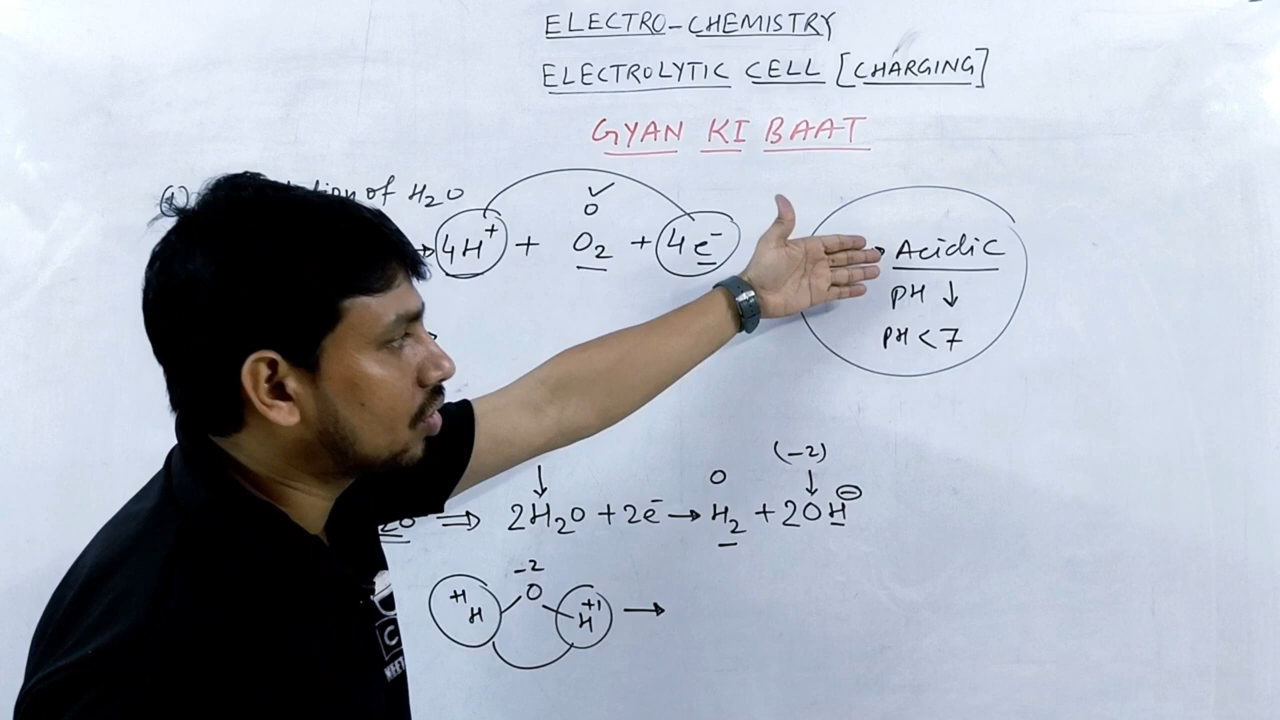 ELECTRO-CHEMISTRY
ELECTROLYTIC CELL [CHARGING]
GYAN KI BAAT
of H₂O
→ 4H⁺ + O₂ + 4e⁻
0
→ Acidic
PH ↓
PH < 7
(-2)
↓ 0 ↓
⇒ 2H₂O + 2e⁻ → H₂ + 2OH⊖
-2
+1 H O H +1 →
C
NEET